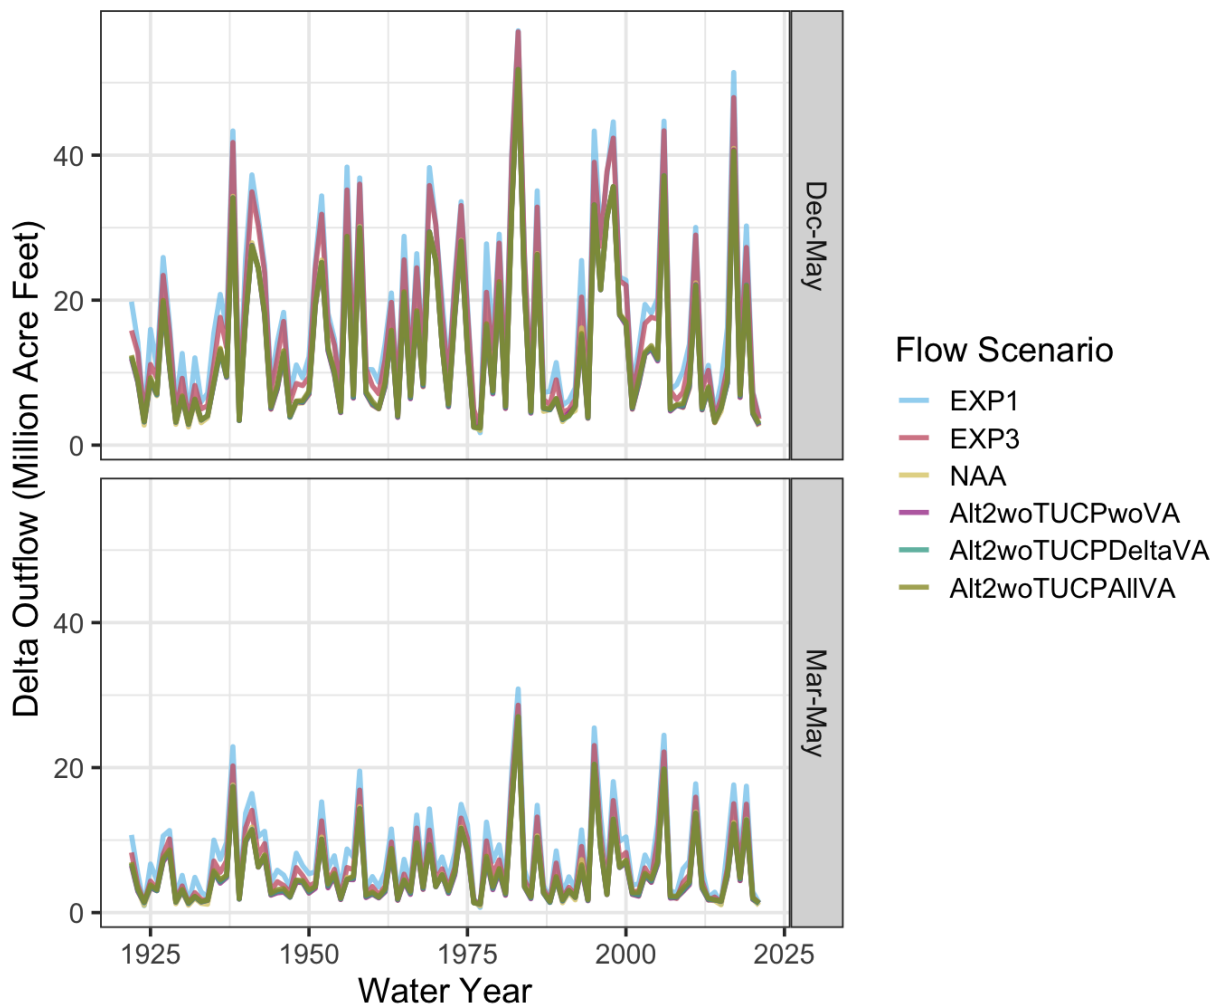 Delta Outflow (Million Acre Feet)
40
20
0
Dec-May
40
20
0
Mar-May
1925
1950
1975
2000
2025
Water Year
Flow Scenario
EXP1
EXP3
NAA
Alt2woTUCPwoVA
Alt2woTUCPDeltaVA
Alt2woTUCPAllVA